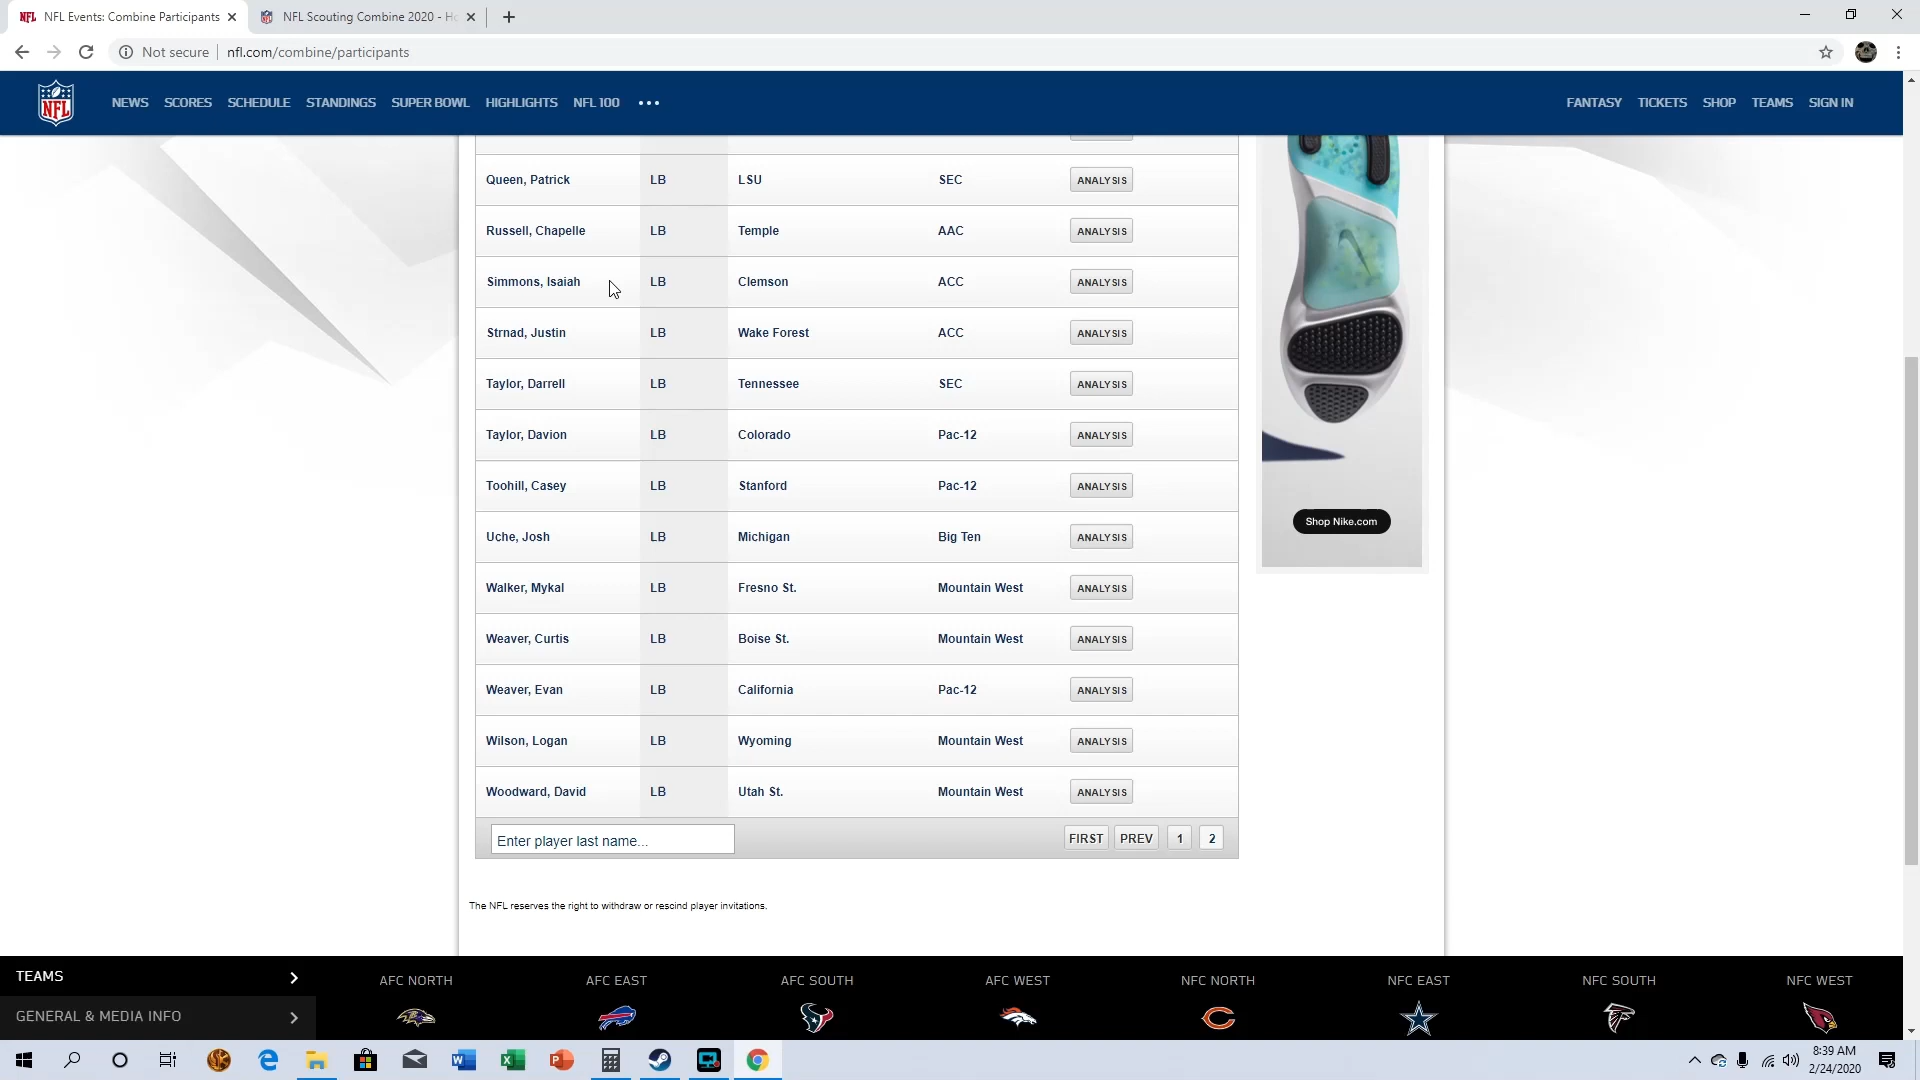 NFL Events: Combine Participants
NFL Scouting Combine 2020 - Ho
Not secure nfl.com/combine/participants
NFL NEWS SCORES SCHEDULE STANDINGS SUPER BOWL HIGHLIGHTS NFL 100 ••• FANTASY TICKETS SHOP TEAMS SIGN IN
Queen, Patrick LB LSU SEC ANALYSIS
Russell, Chapelle LB Temple AAC ANALYSIS
Simmons, Isaiah LB Clemson ACC ANALYSIS
Strnad, Justin LB Wake Forest ACC ANALYSIS
Taylor, Darrell LB Tennessee SEC ANALYSIS
Taylor, Davion LB Colorado Pac-12 ANALYSIS
Toohill, Casey LB Stanford Pac-12 ANALYSIS
Uche, Josh LB Michigan Big Ten ANALYSIS
Walker, Mykal LB Fresno St. Mountain West ANALYSIS
Weaver, Curtis LB Boise St. Mountain West ANALYSIS
Weaver, Evan LB California Pac-12 ANALYSIS
Wilson, Logan LB Wyoming Mountain West ANALYSIS
Woodward, David LB Utah St. Mountain West ANALYSIS
Enter player last name... FIRST PREV 1 2
Shop Nike.com
The NFL reserves the right to withdraw or rescind player invitations.
TEAMS AFC NORTH AFC EAST AFC SOUTH AFC WEST NFC NORTH NFC EAST NFC SOUTH NFC WEST
GENERAL & MEDIA INFO
8:39 AM
2/24/2020